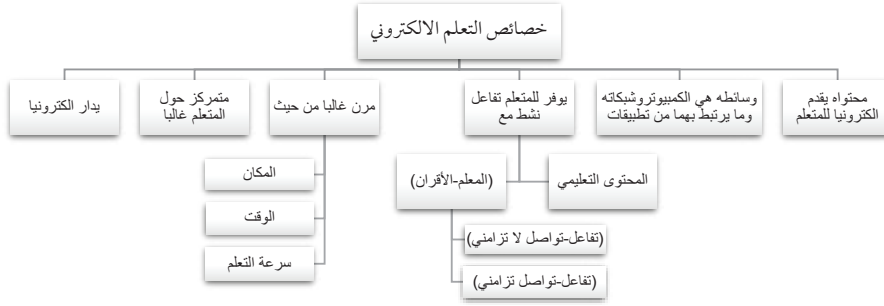 خصائص التعلم الالكتروني
محتواه يقدم
الكترونيا للمتعلم
وسائطه هي الكمبيوتروشبكاته
وما يرتبط بهما من تطبيقات
يوفر للمتعلم تفاعل
نشط مع
المحتوى التعليمي
(المعلم-الأقران)
(تفاعل-تواصل لا تزامني)
(تفاعل-تواصل تزامني)
مرن غالبا من حيث
المكان
الوقت
سرعة التعلم
متمركز حول
المتعلم غالبا
يدار الكترونيا